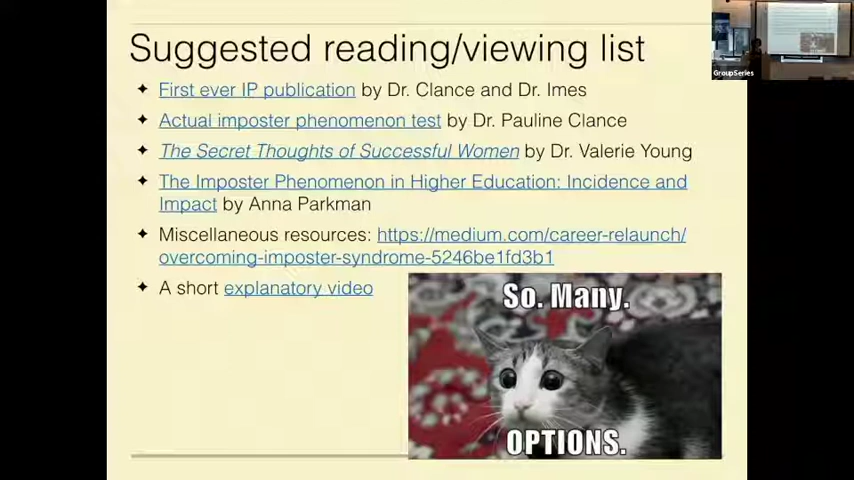 Suggested reading/viewing list
GroupSeries
✦ First ever IP publication by Dr. Clance and Dr. Imes
✦ Actual imposter phenomenon test by Dr. Pauline Clance
✦ The Secret Thoughts of Successful Women by Dr. Valerie Young
✦ The Imposter Phenomenon in Higher Education: Incidence and
Impact by Anna Parkman
✦ Miscellaneous resources: https://medium.com/career-relaunch/
overcoming-imposter-syndrome-5246be1fd3b1
✦ A short explanatory video
So. Many.
OPTIONS.